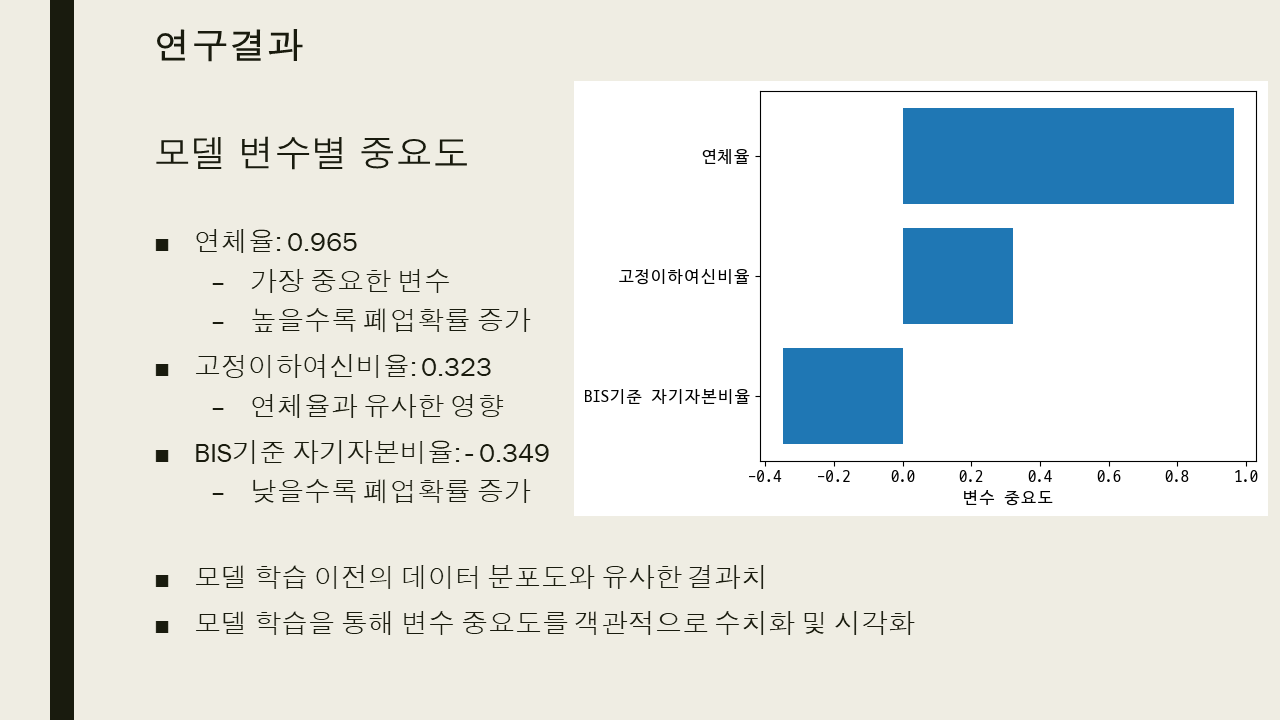 연구결과
모델 변수별 중요도
■ 연체율: 0.965
– 가장 중요한 변수
– 높을수록 폐업확률 증가
■ 고정이하여신비율: 0.323
– 연체율과 유사한 영향
■ BIS기준 자기자본비율: - 0.349
– 낮을수록 폐업확률 증가
연체율
고정이하여신비율
BIS기준 자기자본비율
−0.4 −0.2 0.0 0.2 0.4 0.6 0.8 1.0
변수 중요도
■ 모델 학습 이전의 데이터 분포도와 유사한 결과치
■ 모델 학습을 통해 변수 중요도를 객관적으로 수치화 및 시각화